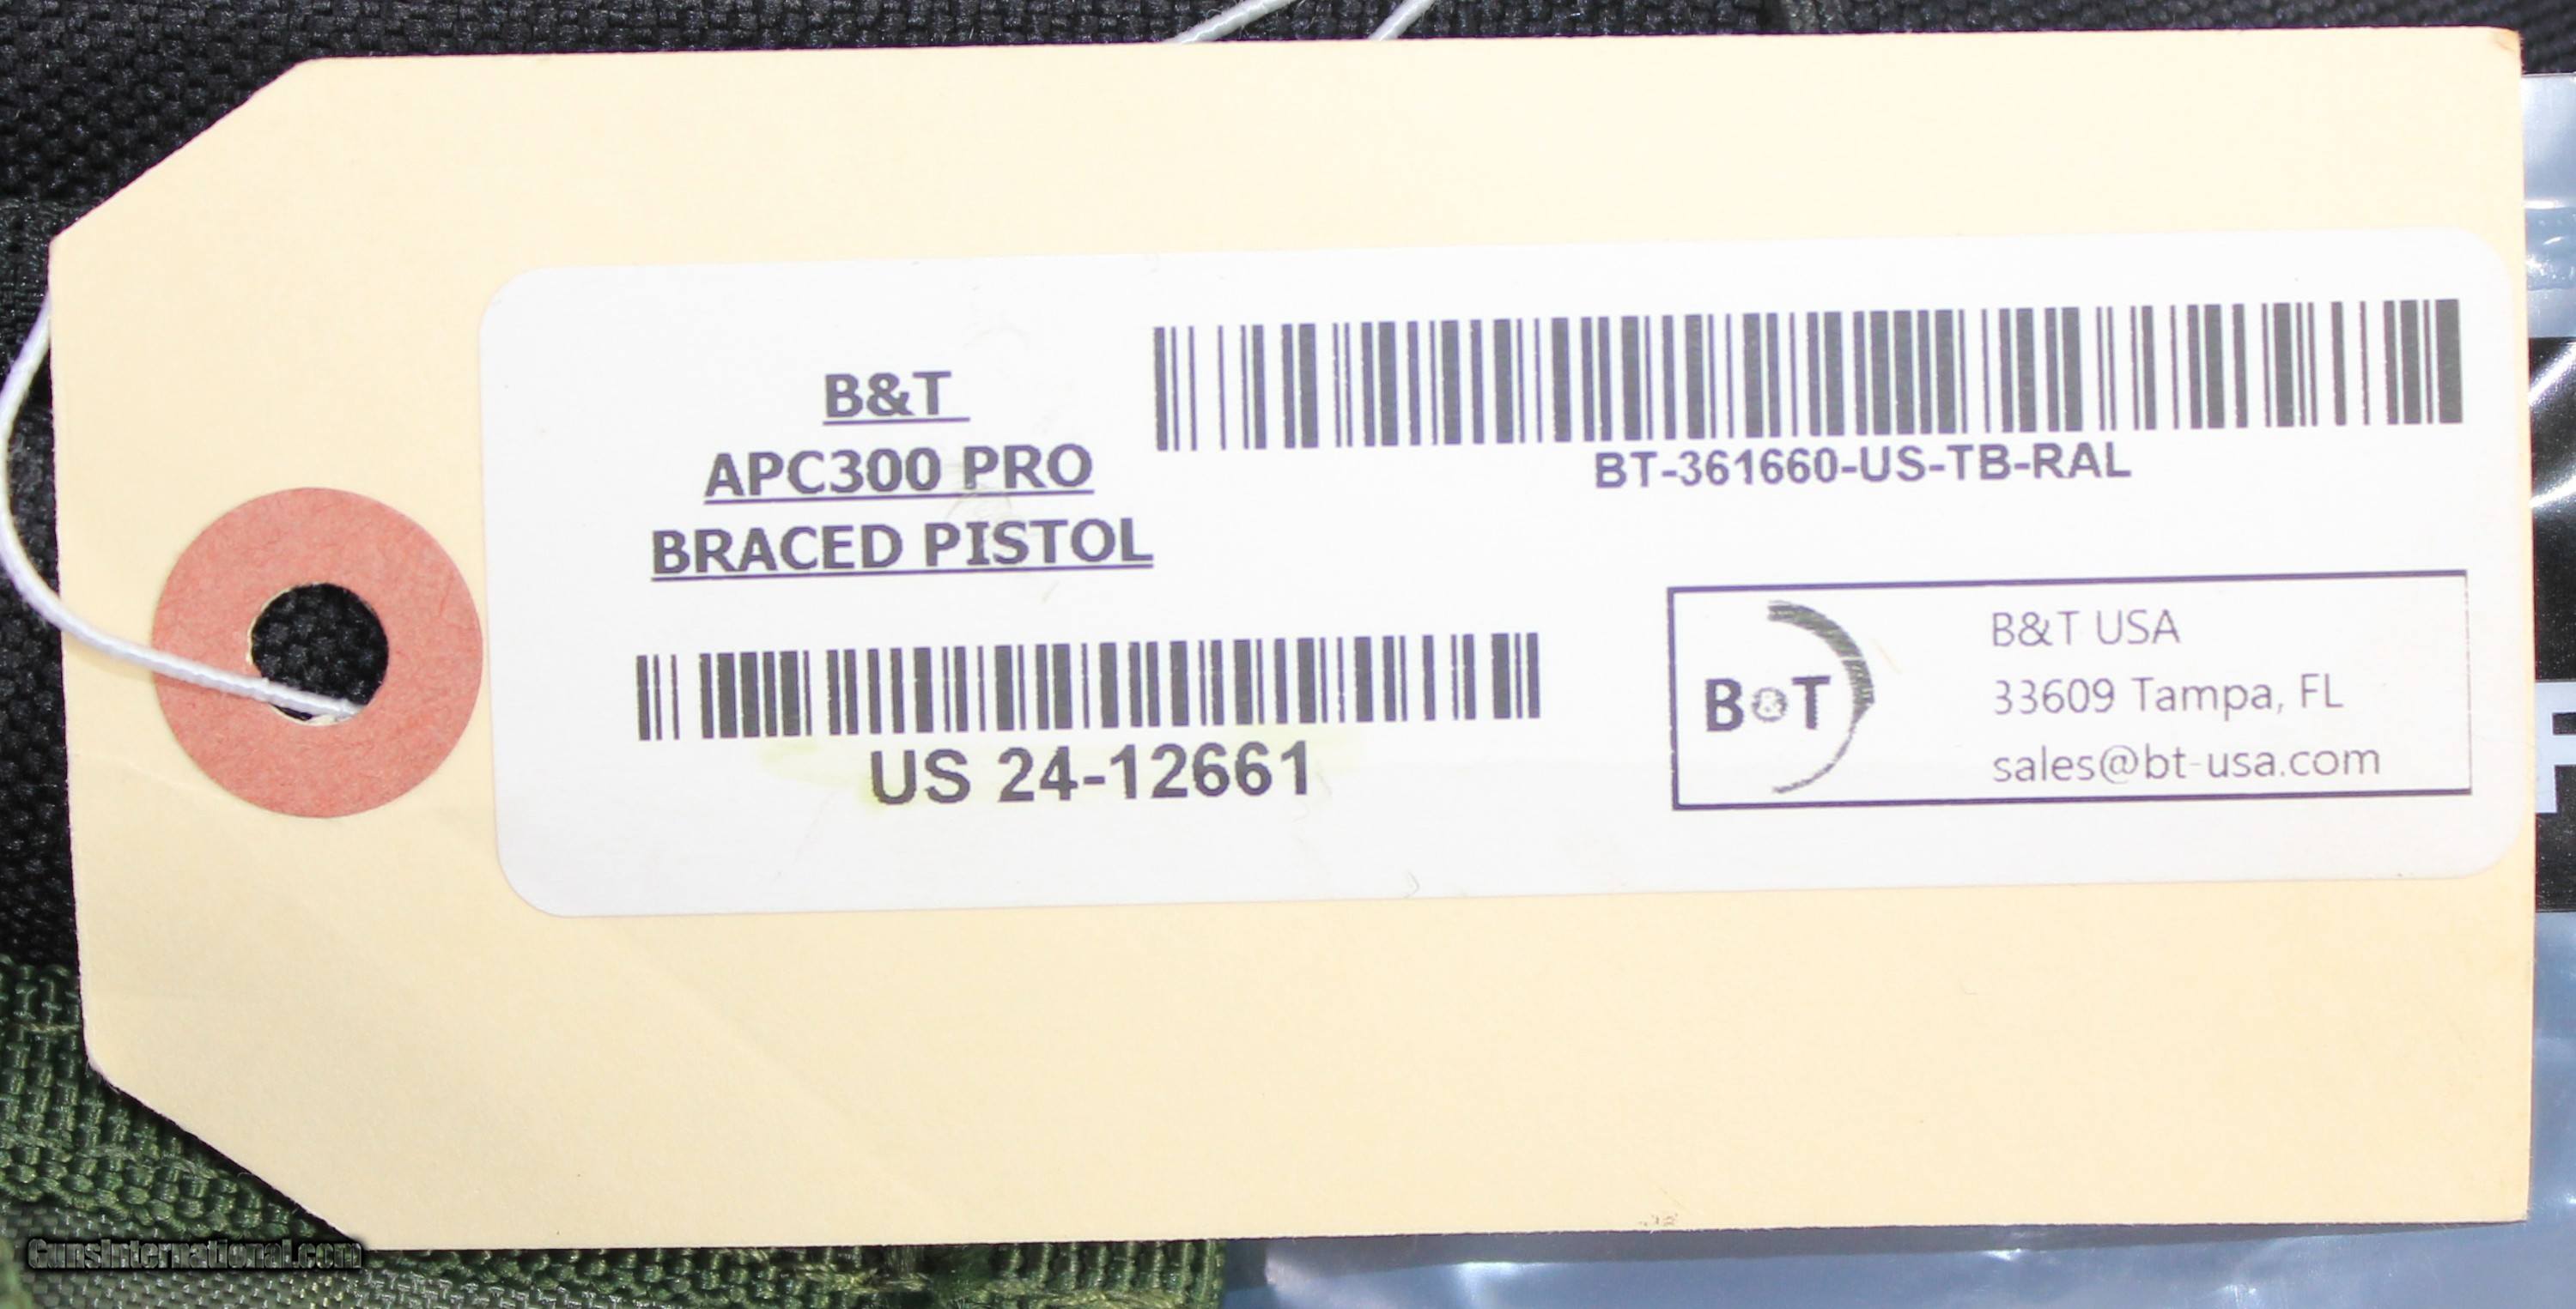 B&T
APC300 PRO
BRACED PISTOL
BT-361660-US-TB-RAL
US 24-12661
B&T
B&T USA
33609 Tampa, FL
sales@bt-usa.com
GunsInternational.com